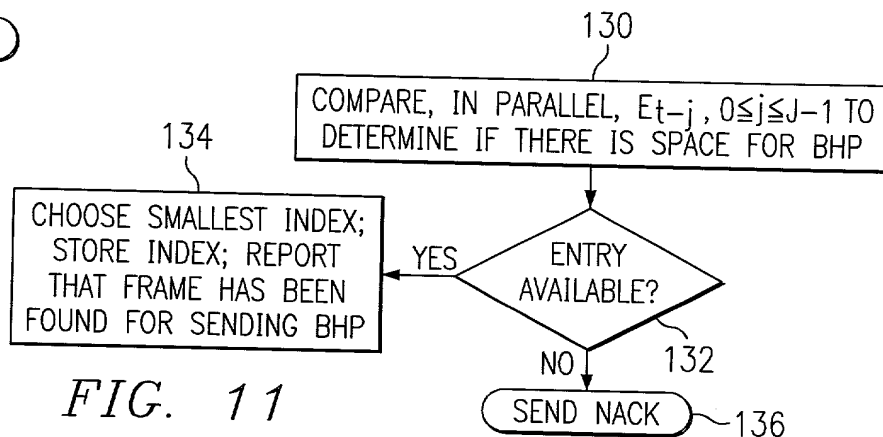 130
COMPARE, IN PARALLEL, Et-j, 0≦j≦J-1 TO
DETERMINE IF THERE IS SPACE FOR BHP
134
CHOOSE SMALLEST INDEX;
STORE INDEX; REPORT
THAT FRAME HAS BEEN
FOUND FOR SENDING BHP
YES
ENTRY
AVAILABLE?
132
NO
SEND NACK
136
FIG. 11